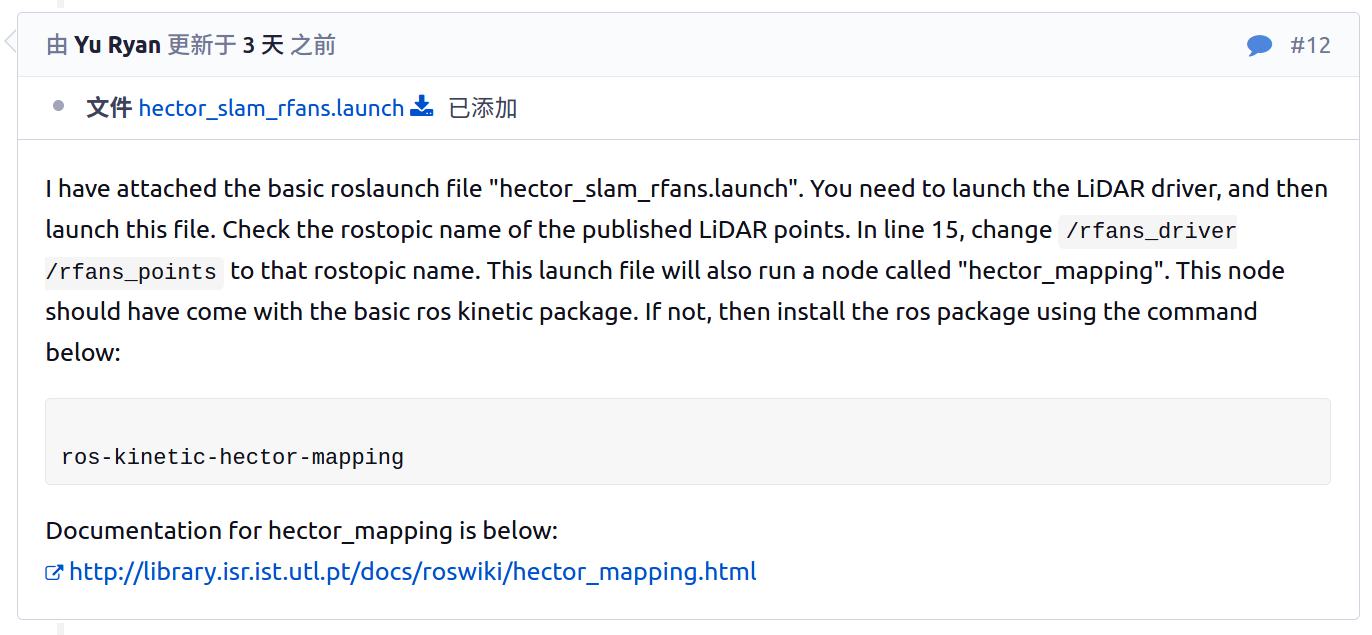 由 Yu Ryan 更新于 3 天 之前 #12
文件 hector_slam_rfans.launch 已添加
I have attached the basic roslaunch file "hector_slam_rfans.launch". You need to launch the LiDAR driver, and then
launch this file. Check the rostopic name of the published LiDAR points. In line 15, change /rfans_driver
/rfans_points to that rostopic name. This launch file will also run a node called "hector_mapping". This node
should have come with the basic ros kinetic package. If not, then install the ros package using the command
below:
ros-kinetic-hector-mapping
Documentation for hector_mapping is below:
http://library.isr.ist.utl.pt/docs/roswiki/hector_mapping.html